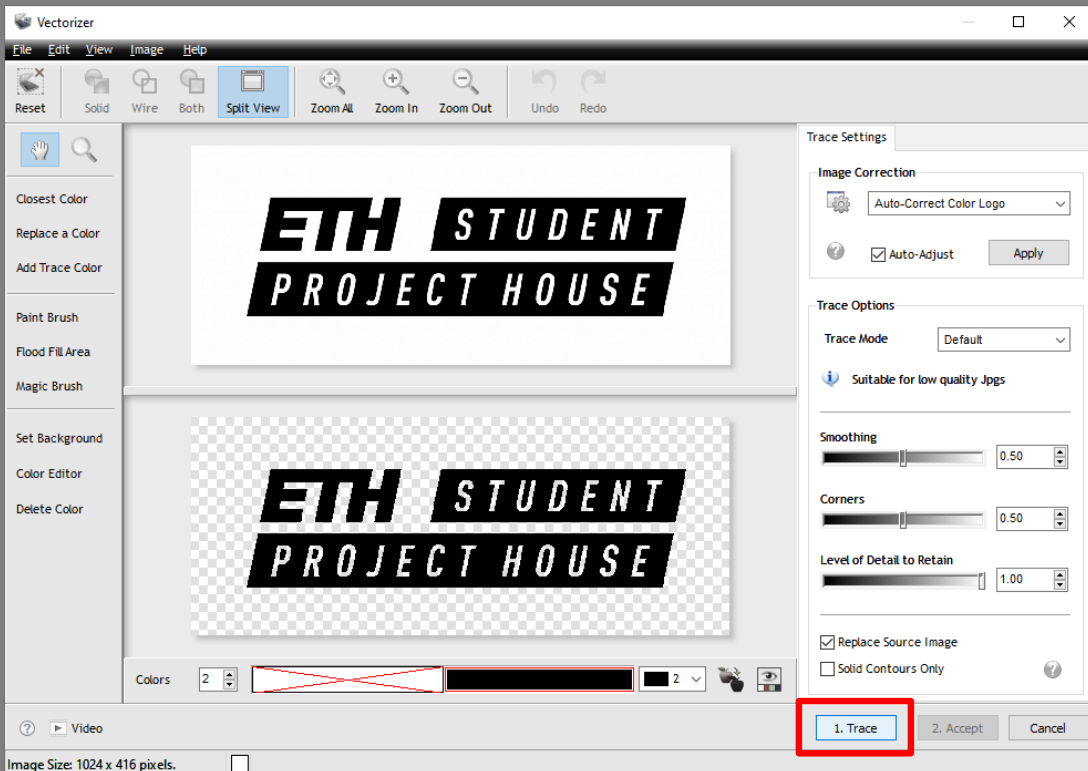 Vectorizer
File Edit View Image Help
Reset Solid Wire Both Split View Zoom All Zoom In Zoom Out Undo Redo
Closest Color
Replace a Color
Add Trace Color
Paint Brush
Flood Fill Area
Magic Brush
Set Background
Color Editor
Delete Color
ETH STUDENT
PROJECT HOUSE
ETH STUDENT
PROJECT HOUSE
Colors 2 2
Trace Settings
Image Correction
Auto-Correct Color Logo
? Auto-Adjust Apply
Trace Options
Trace Mode Default
i Suitable for low quality Jpgs
Smoothing
0.50
Corners
0.50
Level of Detail to Retain
1.00
Replace Source Image
Solid Contours Only ?
? Video 1. Trace 2. Accept Cancel
Image Size: 1024 x 416 pixels.